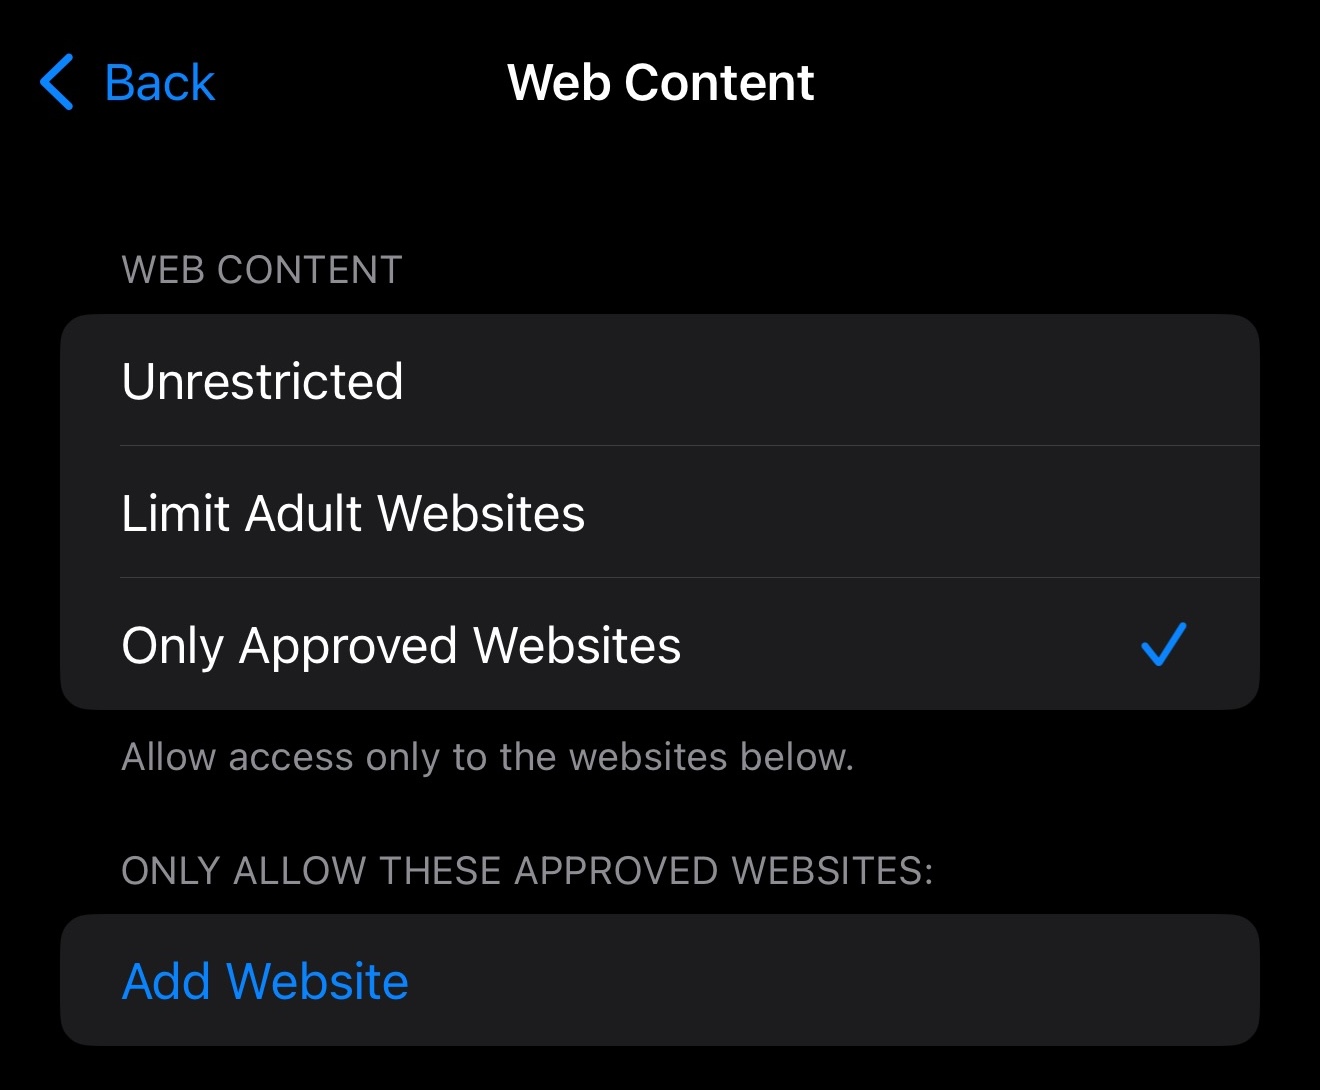 Back
Web Content
WEB CONTENT
Unrestricted
Limit Adult Websites
Only Approved Websites
Allow access only to the websites below.
ONLY ALLOW THESE APPROVED WEBSITES:
Add Website